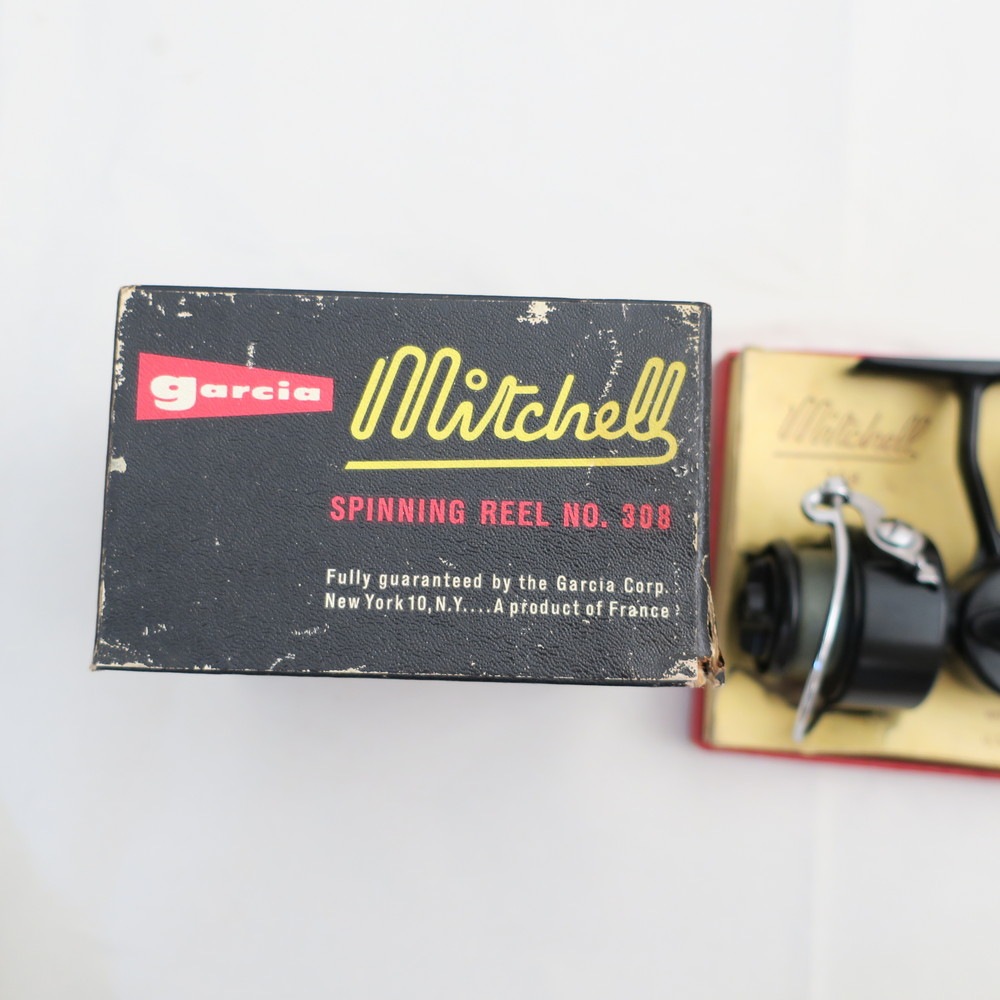 garcia
Mitchell
SPINNING REEL NO. 308
Fully guaranteed by the Garcia Corp.
New York 10, N.Y.... A product of France
Mitchell